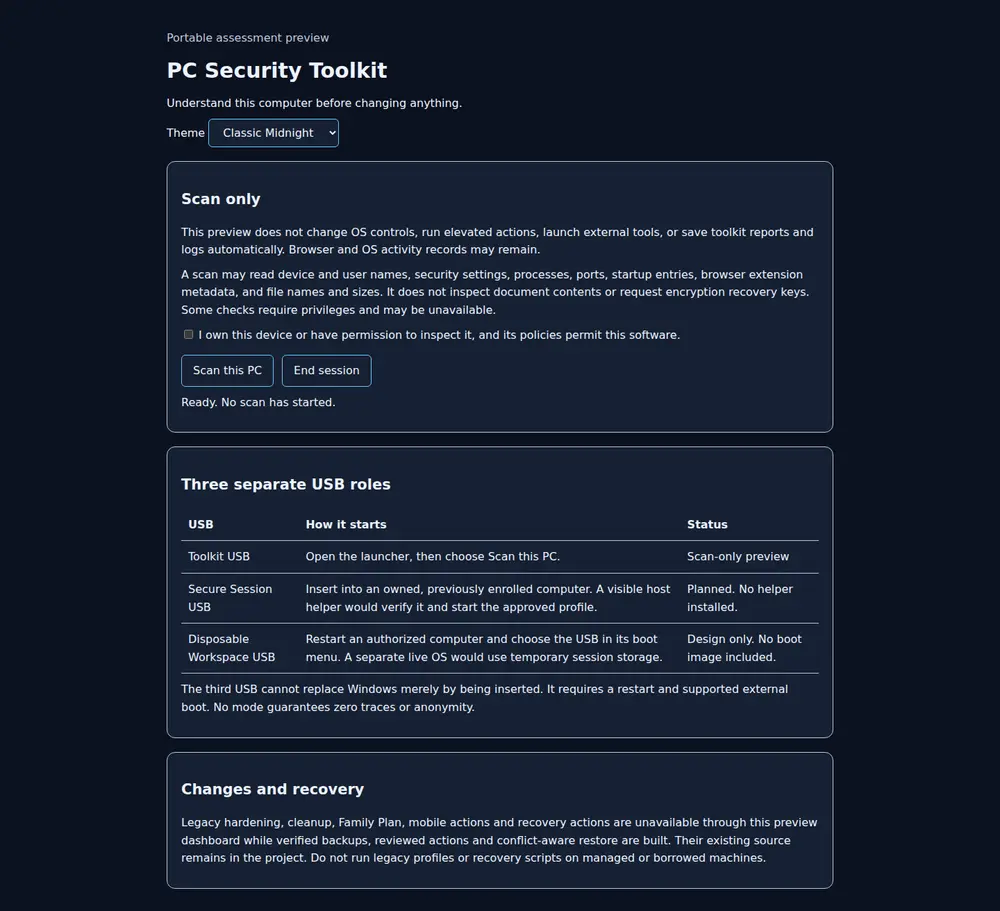 Portable assessment preview
PC Security Toolkit
Understand this computer before changing anything.
Theme Classic Midnight
Scan only
This preview does not change OS controls, run elevated actions, launch external tools, or save toolkit reports and
logs automatically. Browser and OS activity records may remain.
A scan may read device and user names, security settings, processes, ports, startup entries, browser extension
metadata, and file names and sizes. It does not inspect document contents or request encryption recovery keys.
Some checks require privileges and may be unavailable.
I own this device or have permission to inspect it, and its policies permit this software.
Scan this PC End session
Ready. No scan has started.
Three separate USB roles
USB How it starts Status
Toolkit USB Open the launcher, then choose Scan this PC. Scan-only preview
Secure Session Insert into an owned, previously enrolled computer. A visible host Planned. No helper
USB helper would verify it and start the approved profile. installed.
Disposable Restart an authorized computer and choose the USB in its boot Design only. No boot
Workspace USB menu. A separate live OS would use temporary session storage. image included.
The third USB cannot replace Windows merely by being inserted. It requires a restart and supported external
boot. No mode guarantees zero traces or anonymity.
Changes and recovery
Legacy hardening, cleanup, Family Plan, mobile actions and recovery actions are unavailable through this preview
dashboard while verified backups, reviewed actions and conflict-aware restore are built. Their existing source
remains in the project. Do not run legacy profiles or recovery scripts on managed or borrowed machines.